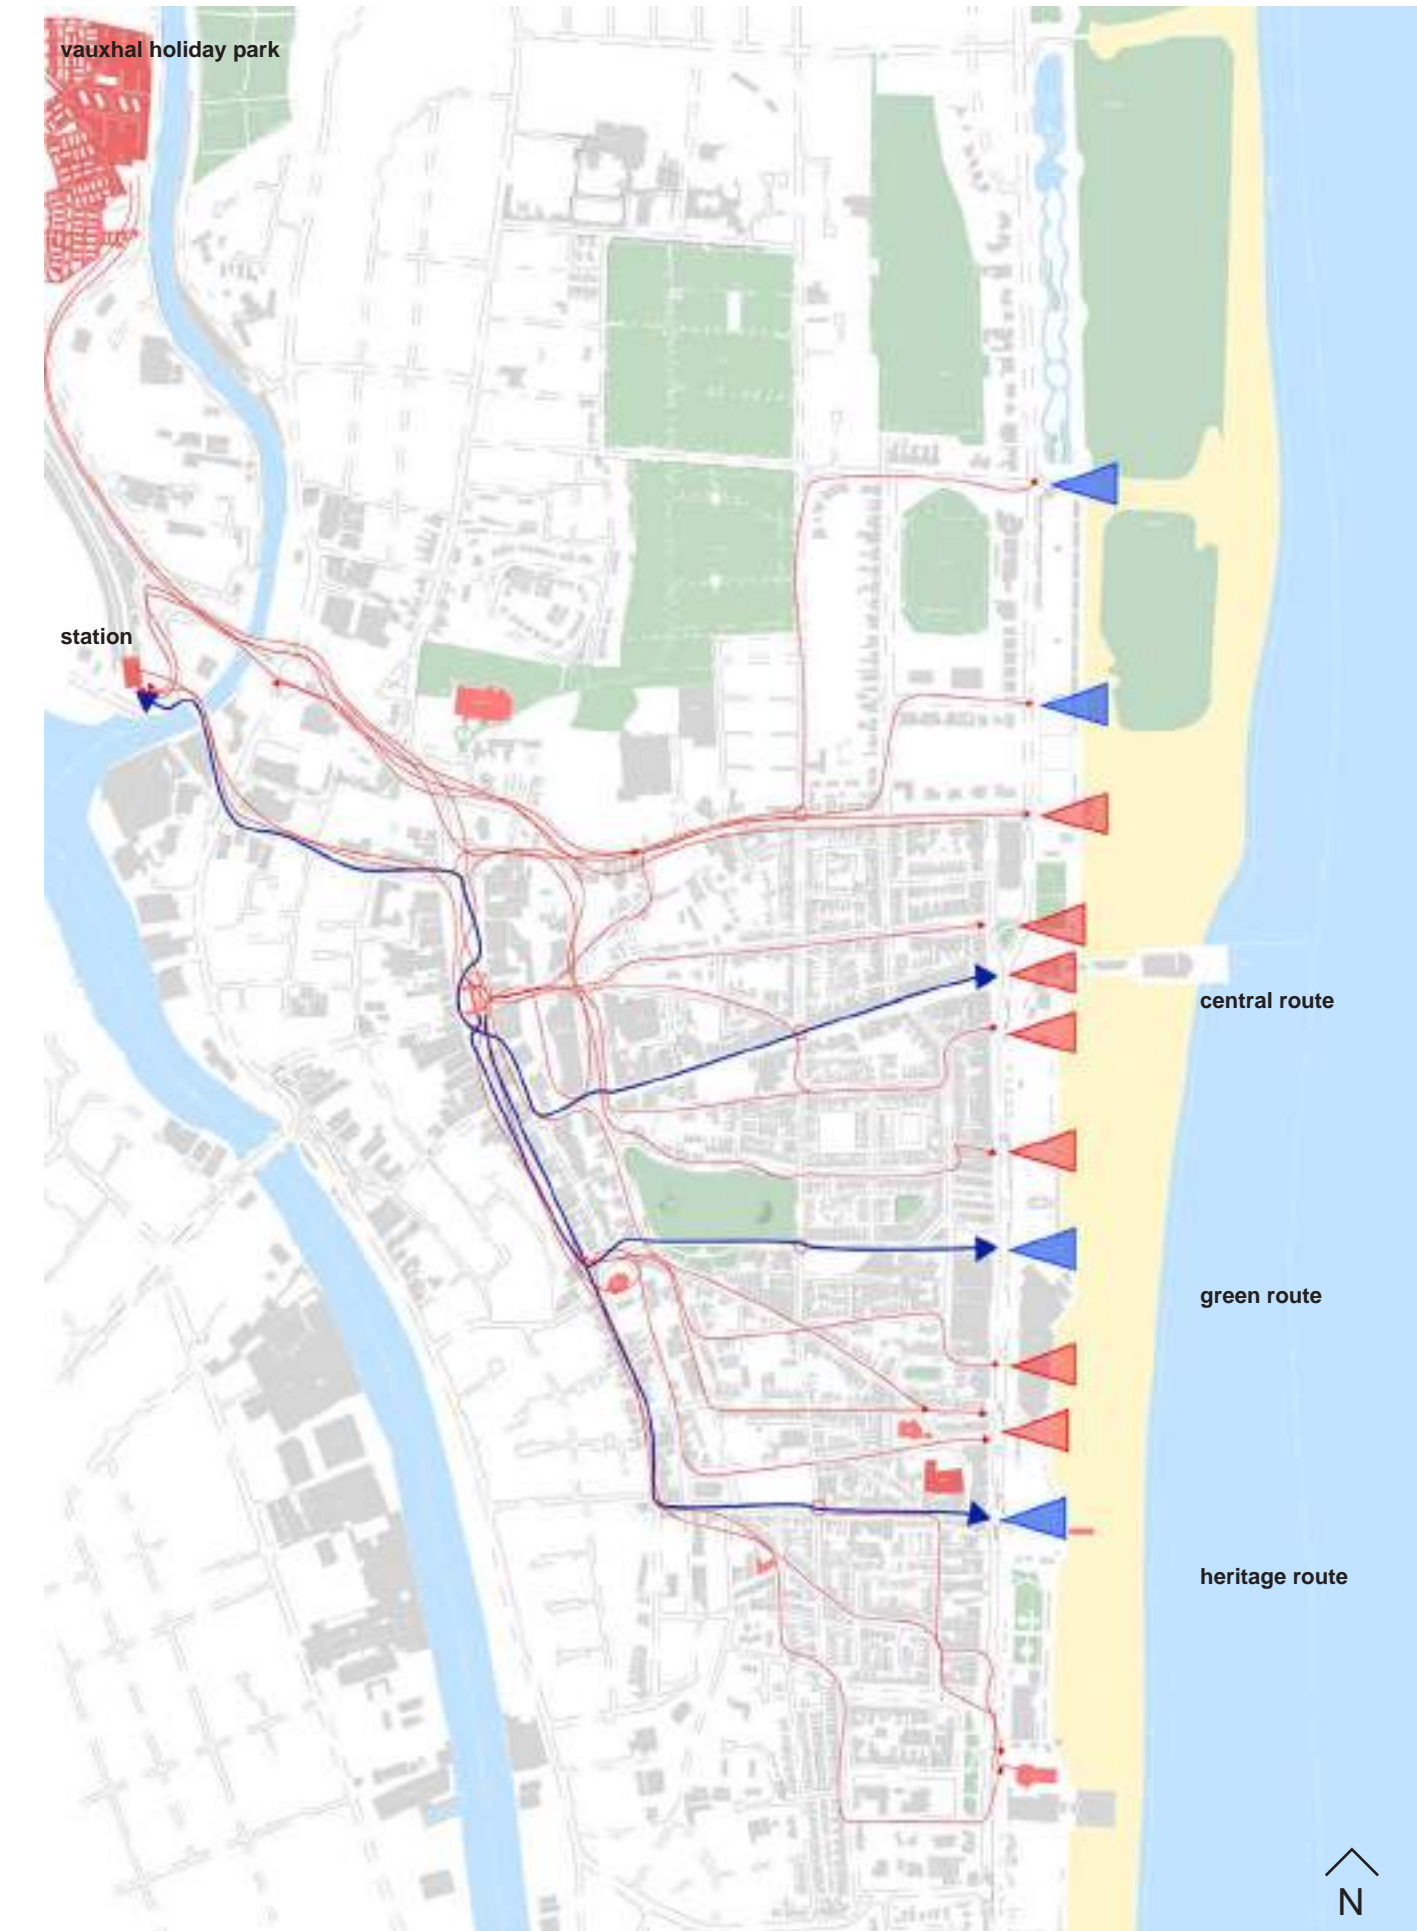 vauxhal holiday park
station
central route
green route
heritage route
N